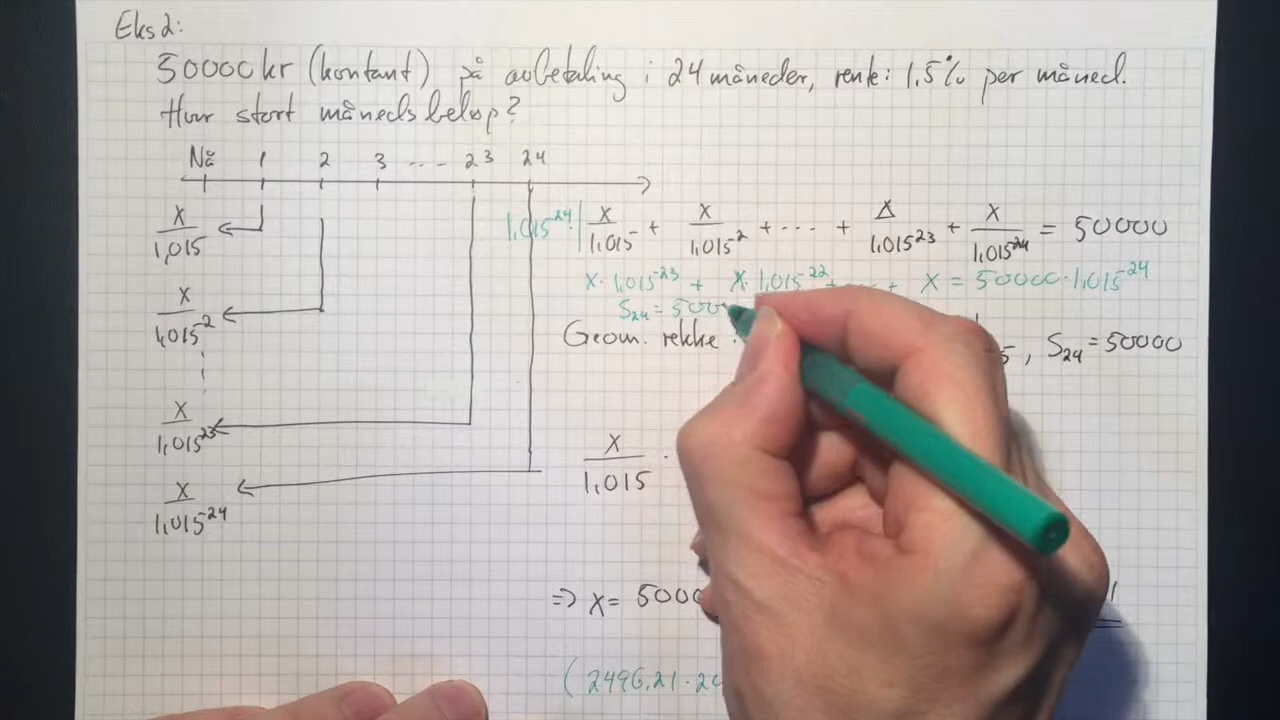 Eks 2:
50000 kr (kontant) på avbetaling i 24 måneder, rente: 1,5% per måned.
Hvor stort månedsbeløp?
Nå 1 2 3 ... 23 24
X/1,015
X/1,015^2
X/1,015^23
X/1,015^24
1,015^24·| X/1,015 + X/1,015^2 + ... + X/1,015^23 + X/1,015^24 = 50000
X·1,015^23 + X·1,015^22 + ... + X = 50000·1,015^24
S24 = 500
Geom. rekke :
, S24 = 50000
X/1,015 ·
=> X = 5000
(2496,21·24